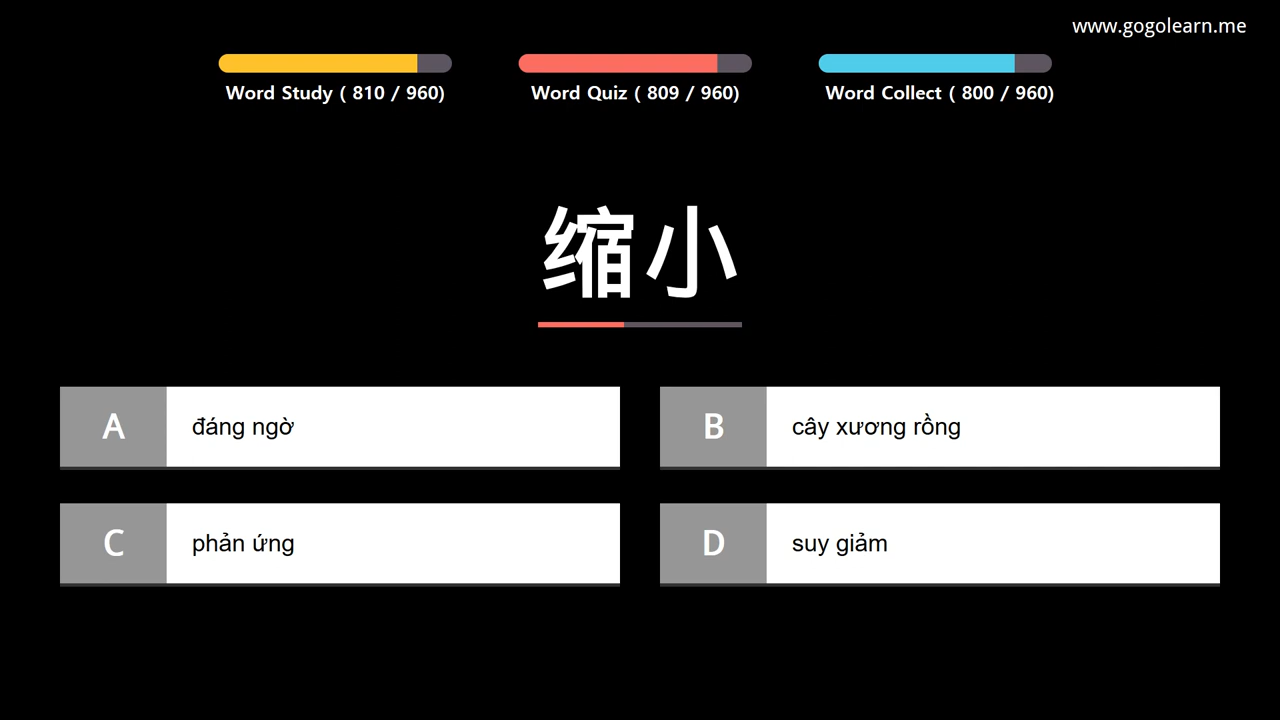 www.gogolearn.me
Word Study ( 810 / 960)
Word Quiz ( 809 / 960)
Word Collect ( 800 / 960)
缩小
A
đáng ngờ
B
cây xương rồng
C
phản ứng
D
suy giảm